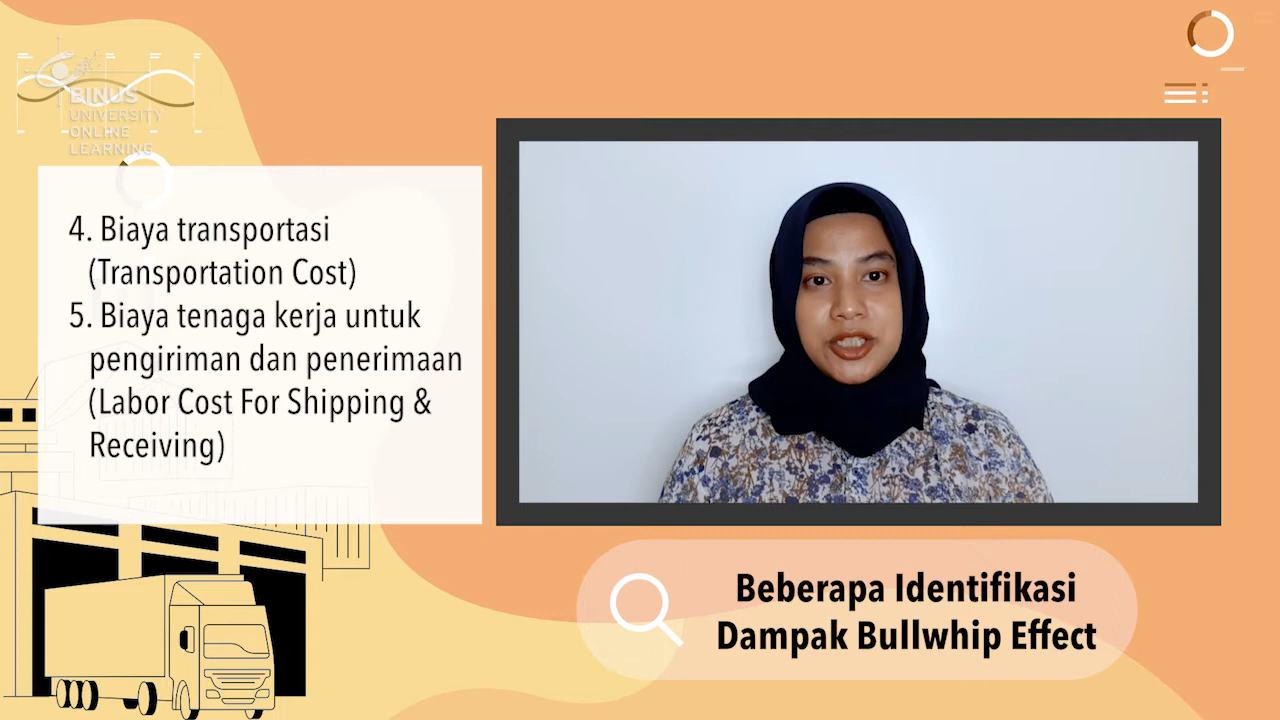 BINUS
UNIVERSITY
ONLINE
LEARNING
4. Biaya transportasi
(Transportation Cost)
5. Biaya tenaga kerja untuk
pengiriman dan penerimaan
(Labor Cost For Shipping &
Receiving)
Beberapa Identifikasi
Dampak Bullwhip Effect